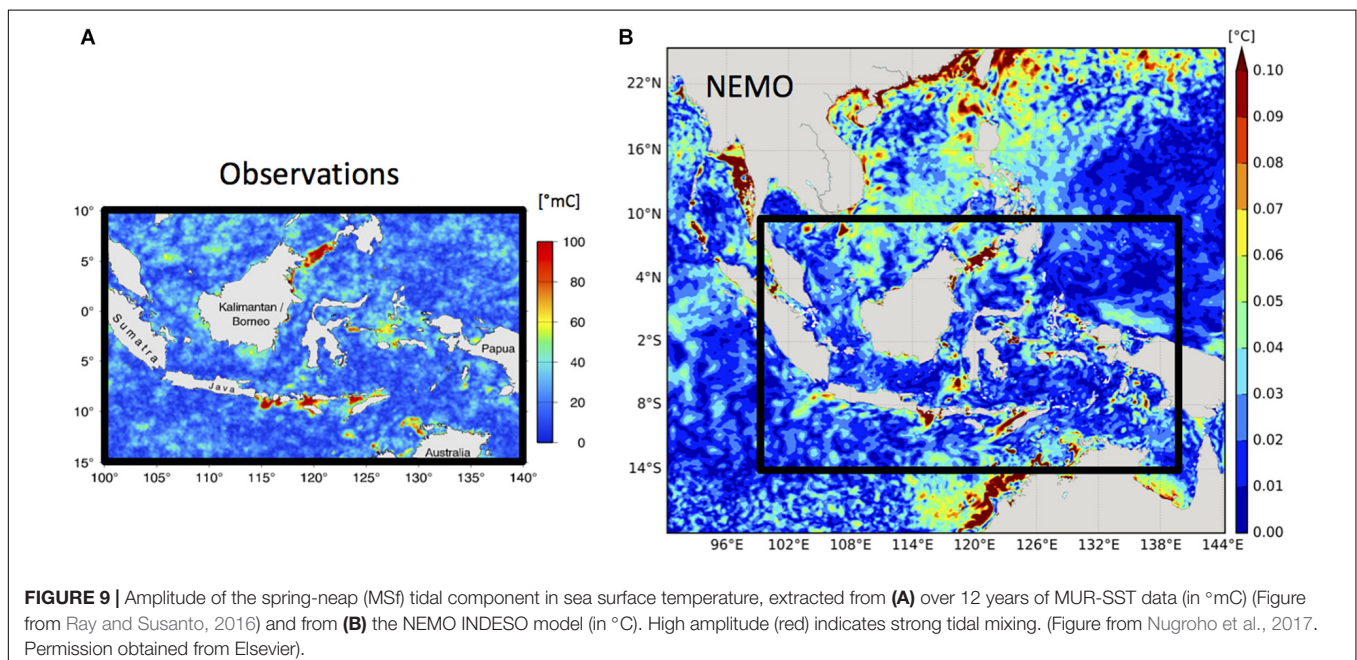 A
B
Observations
[°mC]
10°
5°
0°
5°
10°
15°
100
105
110
115
120
125
130
135
140°
100
80
60
40
20
0
Kalimantan /
Borneo
Sumatra
Java
Papua
Australia
NEMO
[°C]
22°N
16°N
10°N
4°N
2°S
8°S
14°S
96°E
102°E
108°E
114°E
120°E
126°E
132°E
138°E
144°E
0.10
0.09
0.08
0.07
0.06
0.05
0.04
0.03
0.02
0.01
0.00
FIGURE 9 | Amplitude of the spring-neap (MSf) tidal component in sea surface temperature, extracted from (A) over 12 years of MUR-SST data (in °mC) (Figure
from Ray and Susanto, 2016) and from (B) the NEMO INDESO model (in °C). High amplitude (red) indicates strong tidal mixing. (Figure from Nugroho et al., 2017.
Permission obtained from Elsevier).